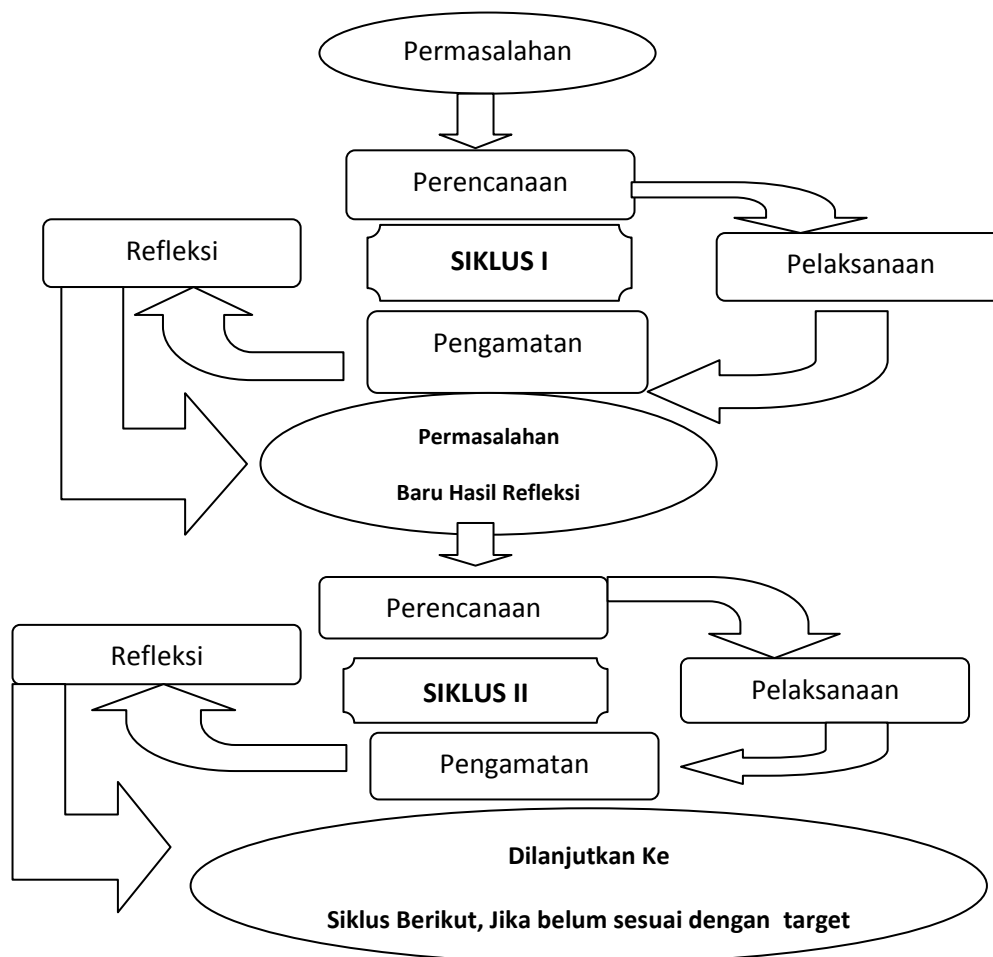 Permasalahan
Perencanaan
Refleksi
SIKLUS I
Pelaksanaan
Pengamatan
Permasalahan
Baru Hasil Refleksi
Perencanaan
Refleksi
SIKLUS II
Pelaksanaan
Pengamatan
Dilanjutkan Ke
Siklus Berikut, Jika belum sesuai dengan target